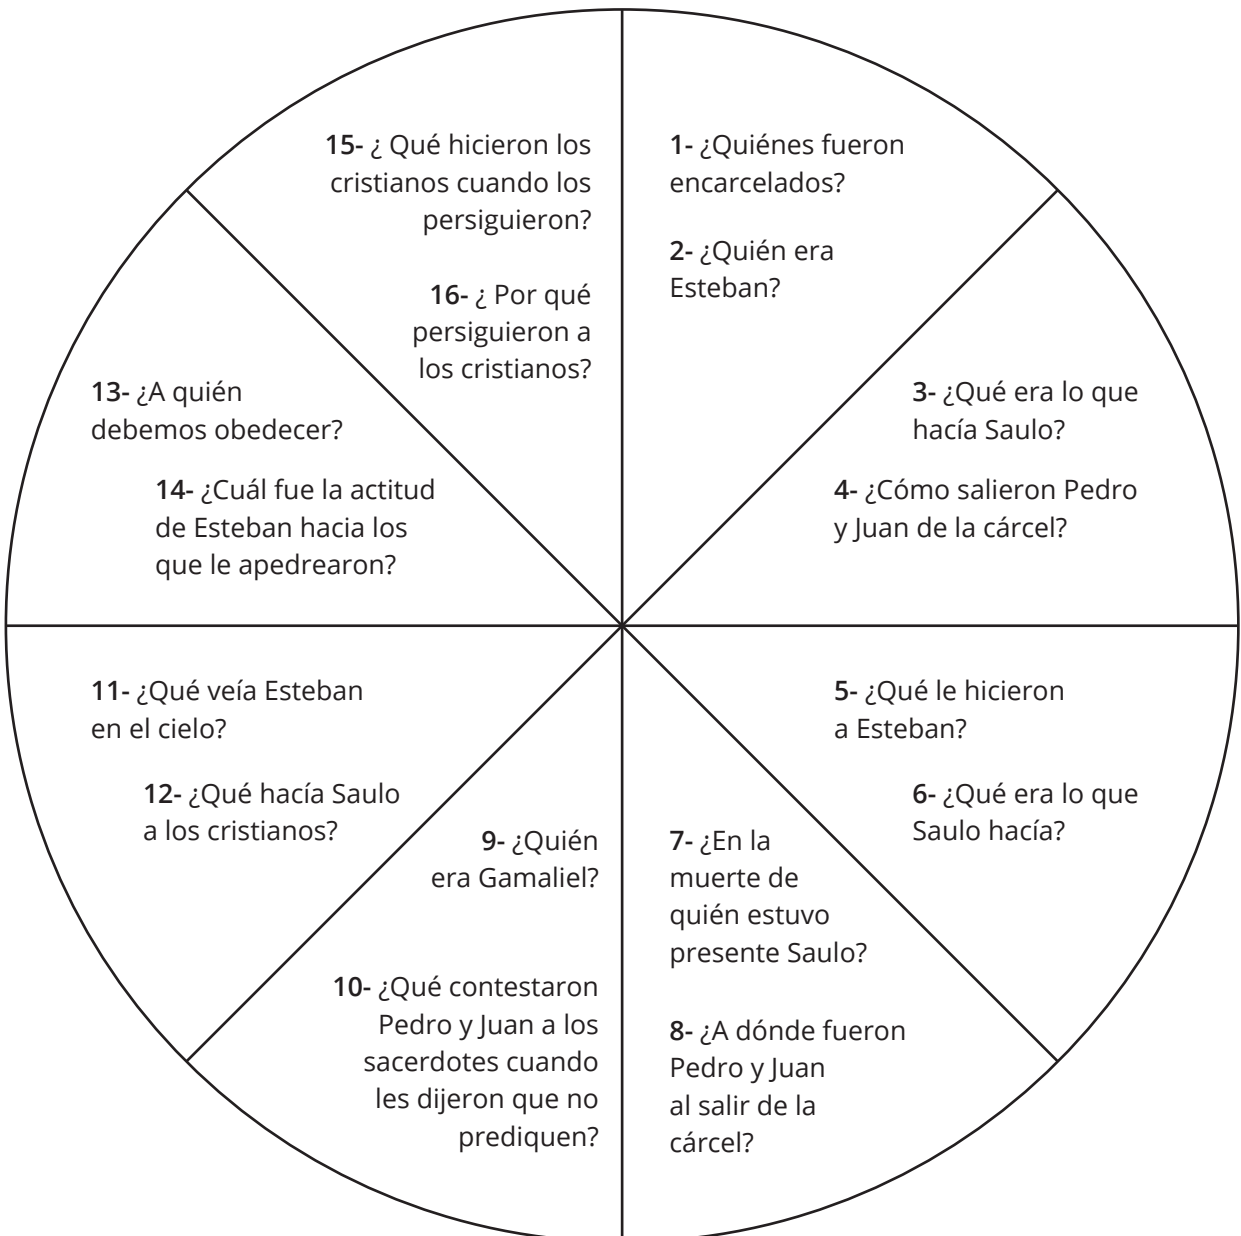 1- ¿Quiénes fueron
encarcelados?
2- ¿Quién era
Esteban?
3- ¿Qué era lo que
hacía Saulo?
4- ¿Cómo salieron Pedro
y Juan de la cárcel?
5- ¿Qué le hicieron
a Esteban?
6- ¿Qué era lo que
Saulo hacía?
7- ¿En la
muerte de
quién estuvo
presente Saulo?
8- ¿A dónde fueron
Pedro y Juan
al salir de la
cárcel?
9- ¿Quién
era Gamaliel?
10- ¿Qué contestaron
Pedro y Juan a los
sacerdotes cuando
les dijeron que no
prediquen?
11- ¿Qué veía Esteban
en el cielo?
12- ¿Qué hacía Saulo
a los cristianos?
13- ¿A quién
debemos obedecer?
14- ¿Cuál fue la actitud
de Esteban hacia los
que le apedrearon?
15- ¿ Qué hicieron los
cristianos cuando los
persiguieron?
16- ¿ Por qué
persiguieron a
los cristianos?